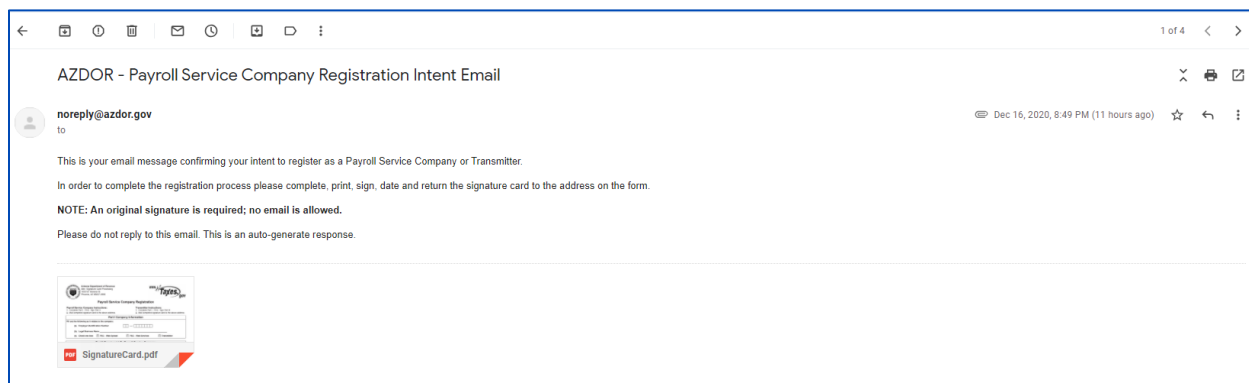 1 of 4
AZDOR - Payroll Service Company Registration Intent Email
noreply@azdor.gov
Dec 16, 2020, 8:49 PM (11 hours ago)
to
This is your email message confirming your intent to register as a Payroll Service Company or Transmitter.
In order to complete the registration process please complete, print, sign, date and return the signature card to the address on the form.
NOTE: An original signature is required; no email is allowed.
Please do not reply to this email. This is an auto-generate response.
Taxes
.gov
Payroll Service Company Registration
PDF SignatureCard.pdf